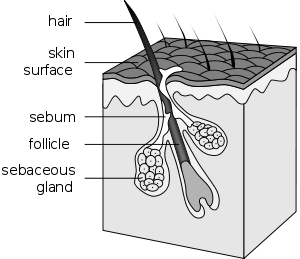 hair
skin
surface
sebum
follicle
sebaceous
gland